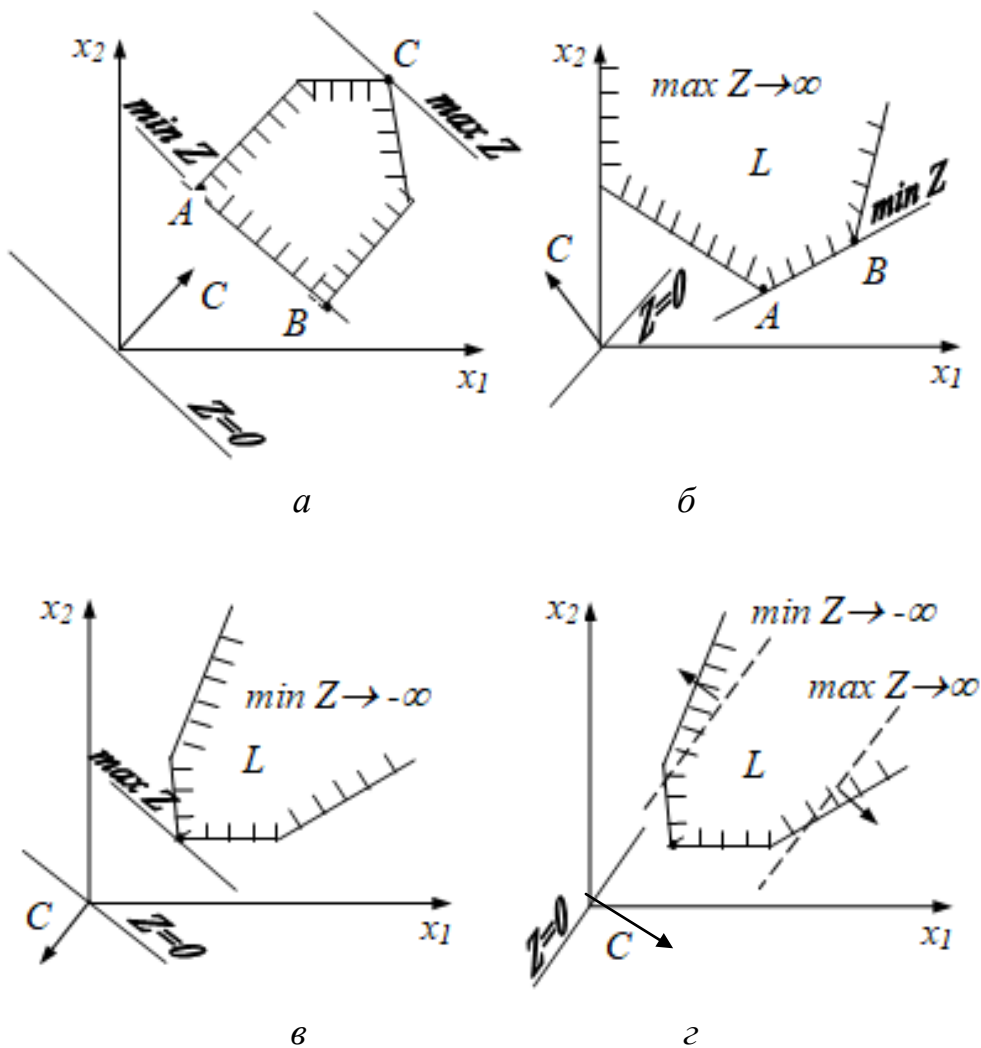 x2
C
min Z
max Z
A
C
B
x1
Z=0
а
x2
max Z→∞
L
min Z
C
Z=0
B
A
x1
б
x2
min Z→ -∞
max Z
L
C
Z=0
x1
в
x2
min Z→ -∞
max Z→∞
L
Z=0
C
x1
г